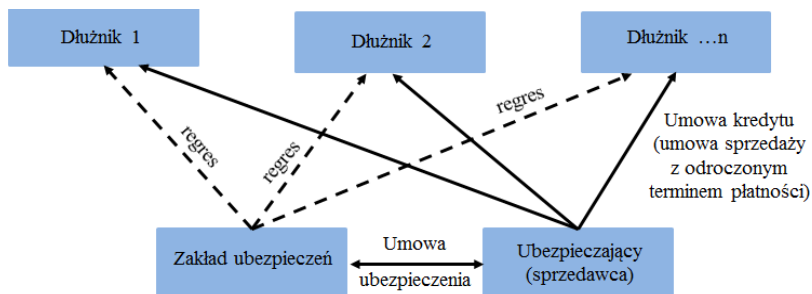 Dłużnik 1
Dłużnik 2
Dłużnik …n
regres
regres
regres
Umowa kredytu
(umowa sprzedaży
z odroczonym
terminem płatności)
Zakład ubezpieczeń
Umowa
ubezpieczenia
Ubezpieczający
(sprzedawca)